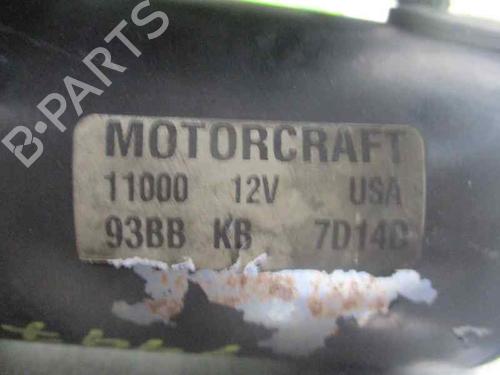 B-PARTS
MOTORCRAFT
11000 12V USA
93BB KB 7D14C